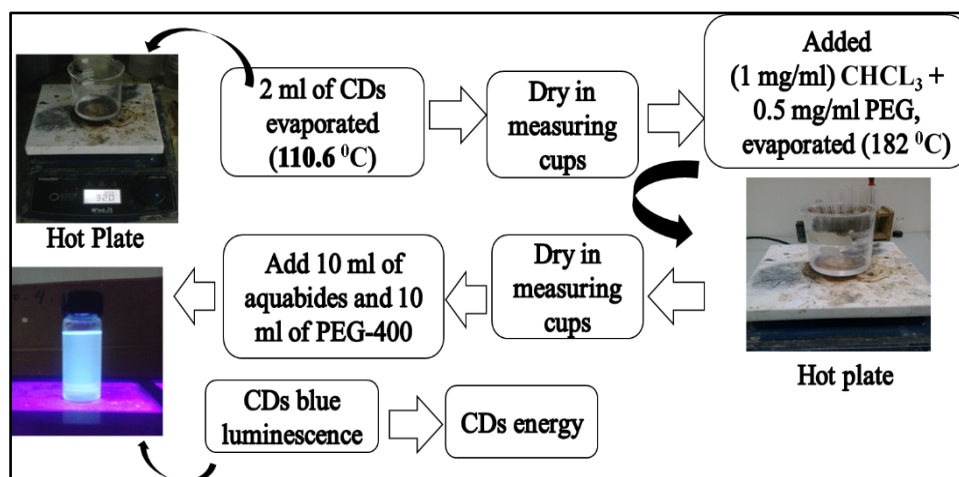 2 ml of CDs
evaporated
(110.6 ⁰C)
Dry in
measuring
cups
Added
(1 mg/ml) CHCL₃ +
0.5 mg/ml PEG,
evaporated (182 ⁰C)
Hot Plate
Add 10 ml of
aquabides and 10
ml of PEG-400
Dry in
measuring
cups
Hot plate
CDs blue
luminescence
CDs energy